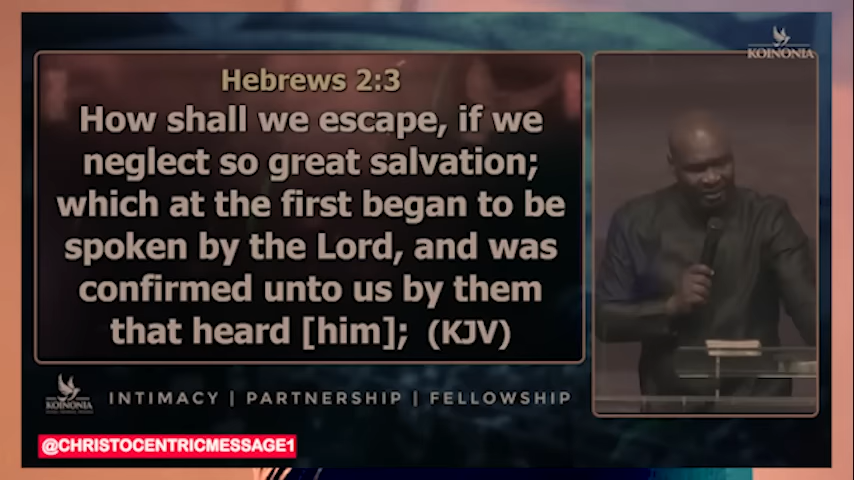 KOINONIA
Hebrews 2:3
How shall we escape, if we
neglect so great salvation;
which at the first began to be
spoken by the Lord, and was
confirmed unto us by them
that heard [him]; (KJV)
KOINONIA
INTIMACY | PARTNERSHIP | FELLOWSHIP
@CHRISTOCENTRICMESSAGE1